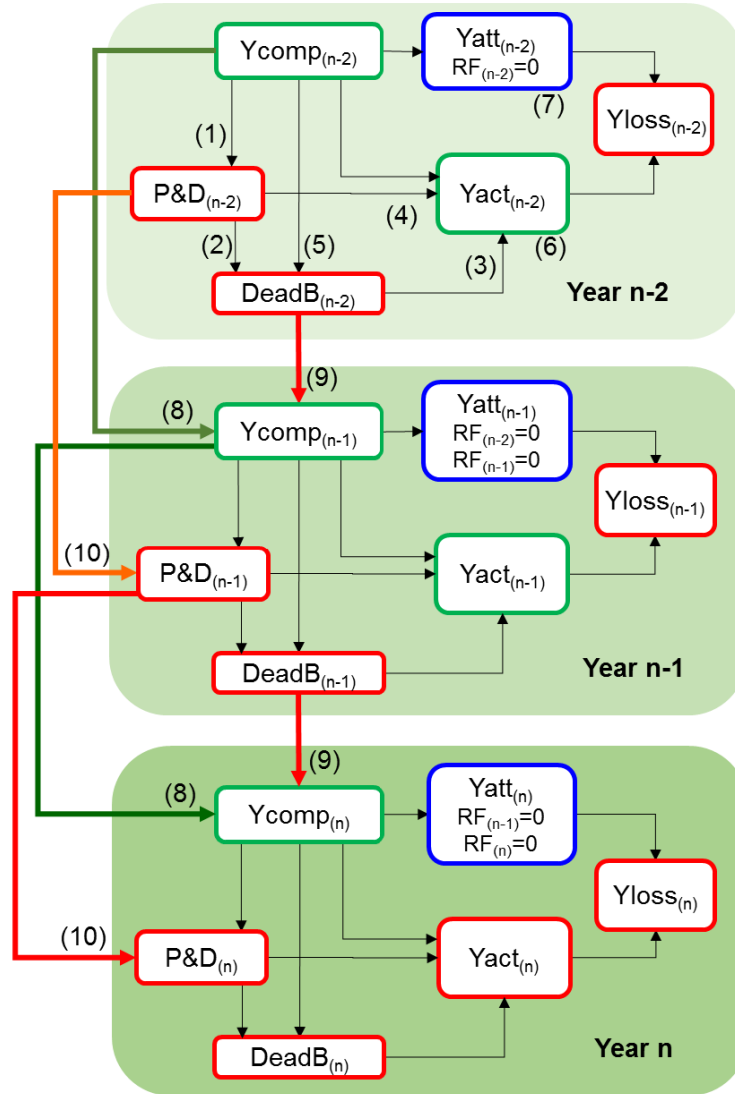 Ycomp(n-2)
Yatt(n-2)
RF(n-2)=0
(7)
Yloss(n-2)
(1)
P&D(n-2)
(4)
Yact(n-2)
(6)
(2)
(5)
(3)
DeadB(n-2)
Year n-2
(9)
(8)
Ycomp(n-1)
Yatt(n-1)
RF(n-2)=0
RF(n-1)=0
Yloss(n-1)
(10)
P&D(n-1)
Yact(n-1)
DeadB(n-1)
Year n-1
(9)
(8)
Ycomp(n)
Yatt(n)
RF(n-1)=0
RF(n)=0
Yloss(n)
(10)
P&D(n)
Yact(n)
DeadB(n)
Year n